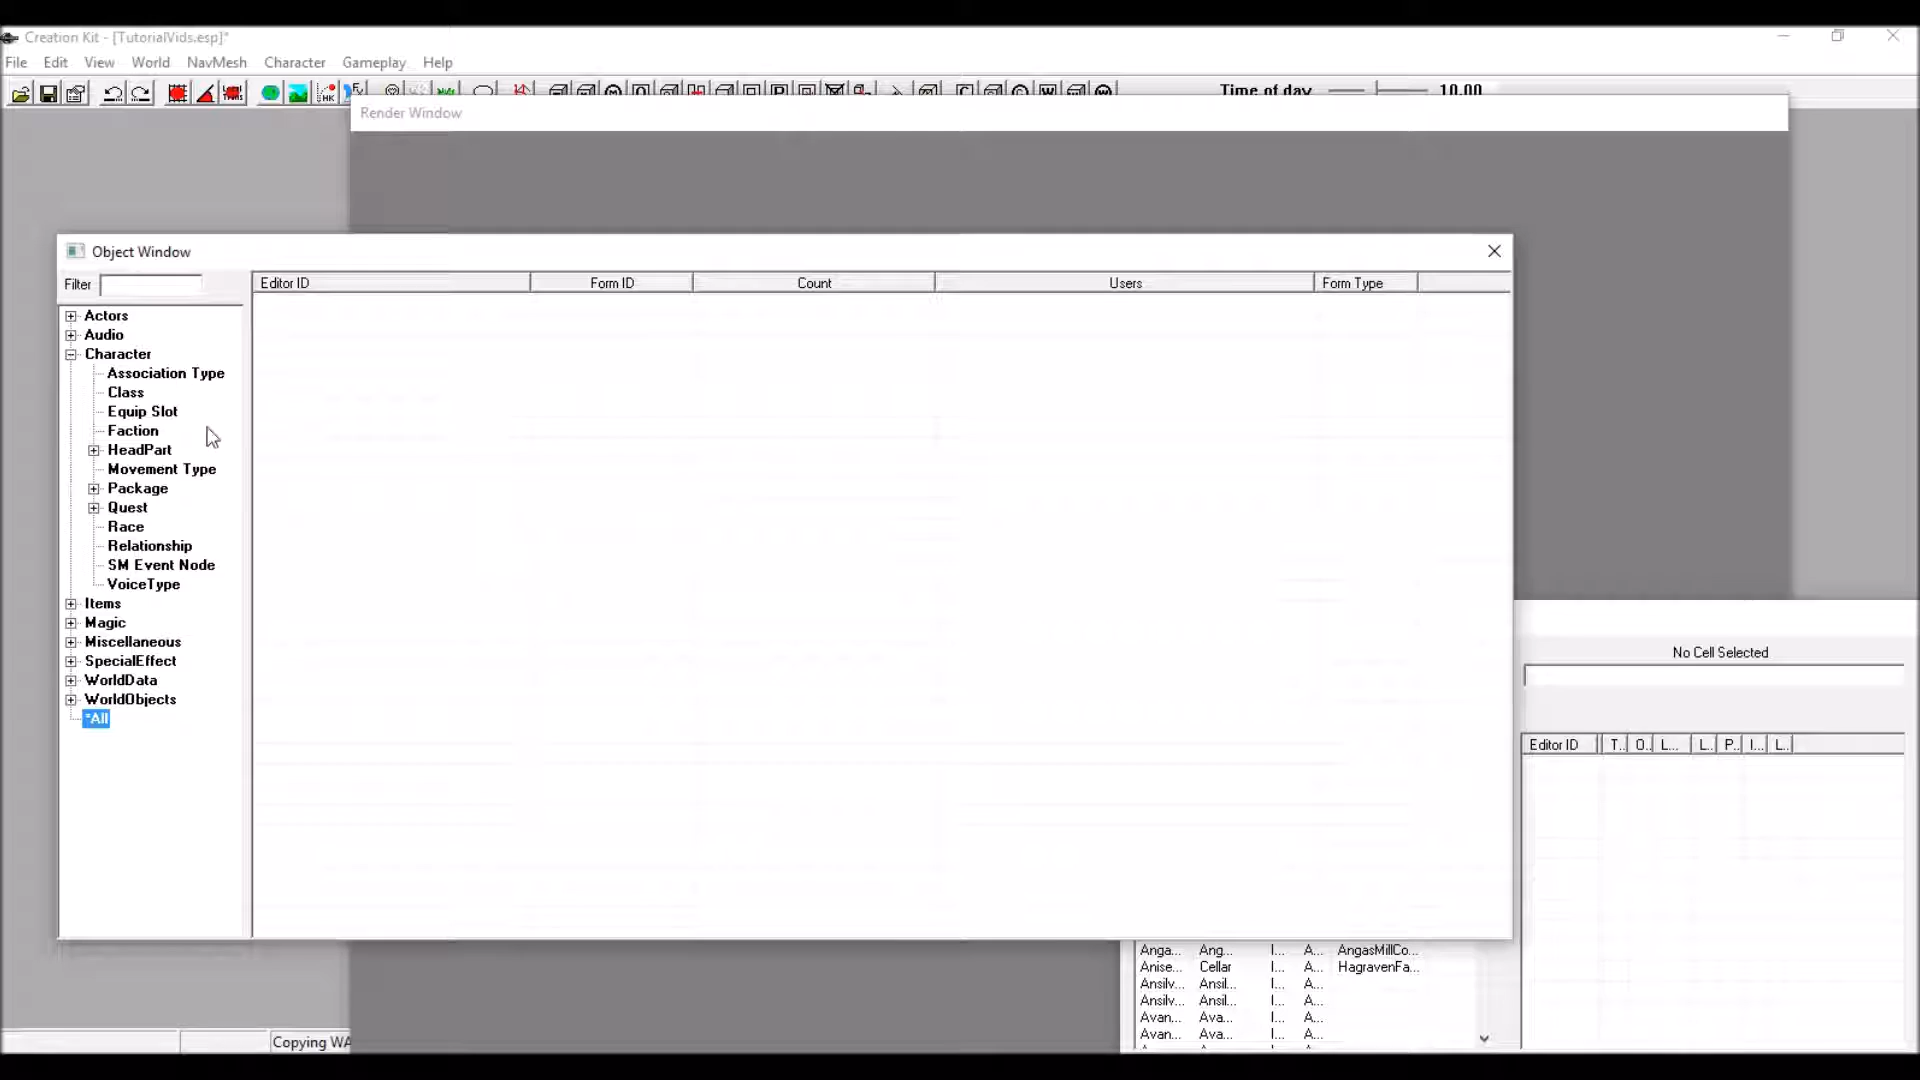 Creation Kit - [TutorialVids.esp]*
File Edit View World NavMesh Character Gameplay Help
Time of day 10.00
Render Window
Object Window
Filter
Editor ID Form ID Count Users Form Type
Actors
Audio
Character
Association Type
Class
Equip Slot
Faction
HeadPart
Movement Type
Package
Quest
Race
Relationship
SM Event Node
VoiceType
Items
Magic
Miscellaneous
SpecialEffect
WorldData
WorldObjects
*All
No Cell Selected
Editor ID T.. O.. L... L.. P.. I... L..
Anga... Ang... I... A... AngasMillCo...
Anise... Cellar I... A... HagravenFa...
Ansilv... Ansil... I... A...
Ansilv... Ansil... I... A...
Avan... Ava... I... A...
Avan... Ava... I... A...
Copying WA